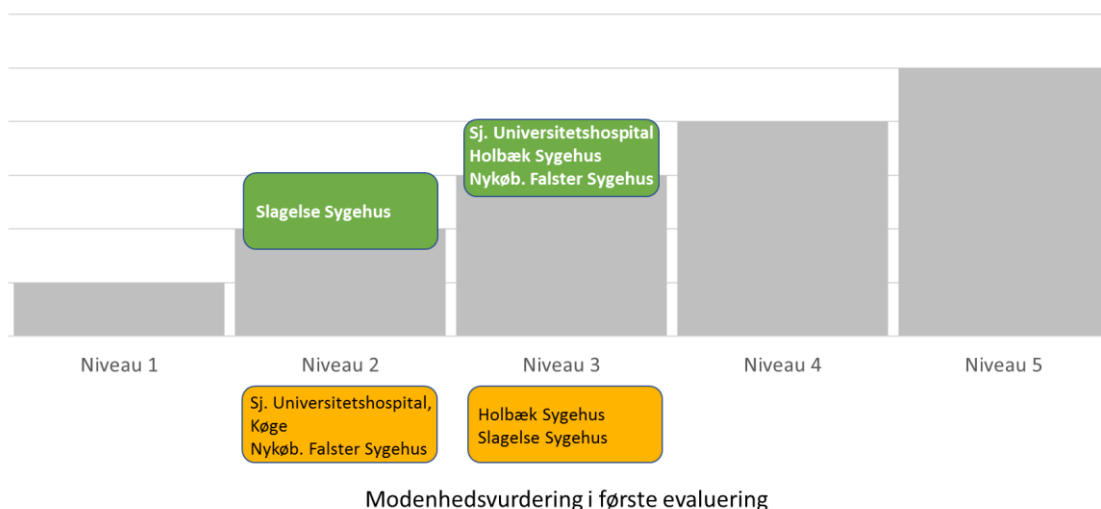 Sj. Universitetshospital
Holbæk Sygehus
Nykøb. Falster Sygehus
Slagelse Sygehus
Niveau 1
Niveau 2
Niveau 3
Niveau 4
Niveau 5
Sj. Universitetshospital,
Køge
Nykøb. Falster Sygehus
Holbæk Sygehus
Slagelse Sygehus
Modenhedsvurdering i første evaluering